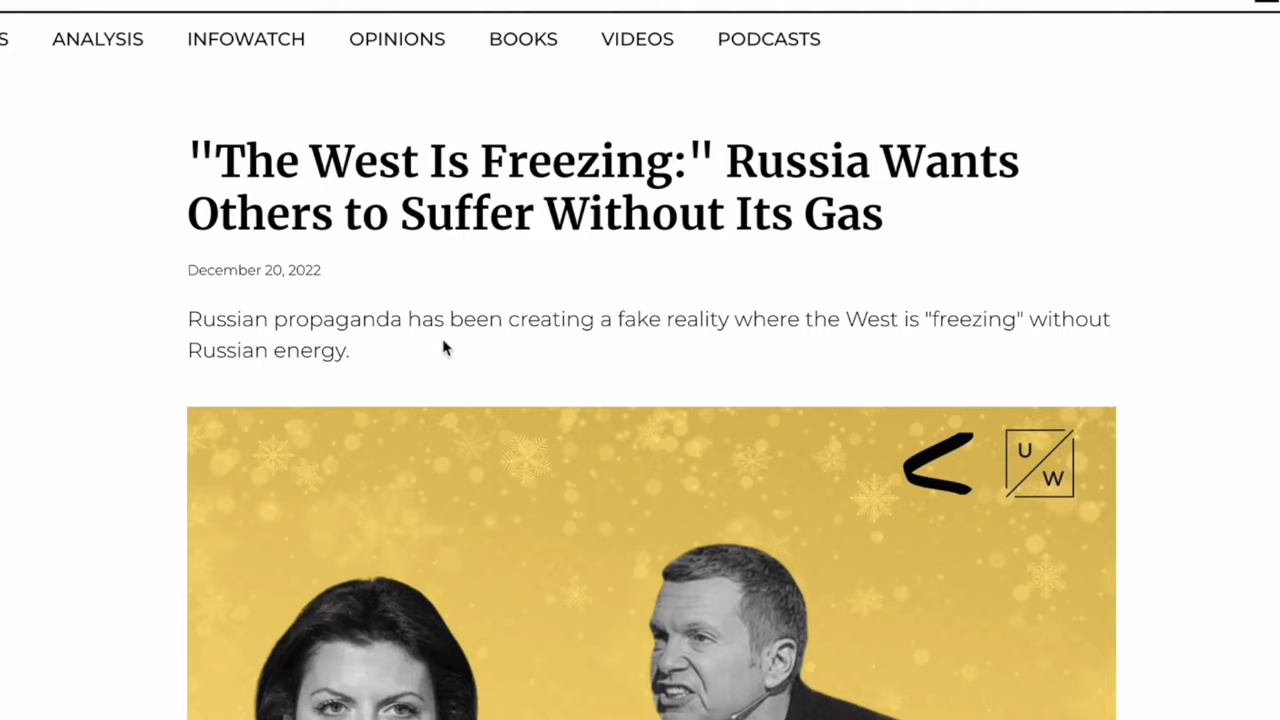 S ANALYSIS INFOWATCH OPINIONS BOOKS VIDEOS PODCASTS
"The West Is Freezing:" Russia Wants
Others to Suffer Without Its Gas
December 20, 2022
Russian propaganda has been creating a fake reality where the West is "freezing" without
Russian energy.
U
W